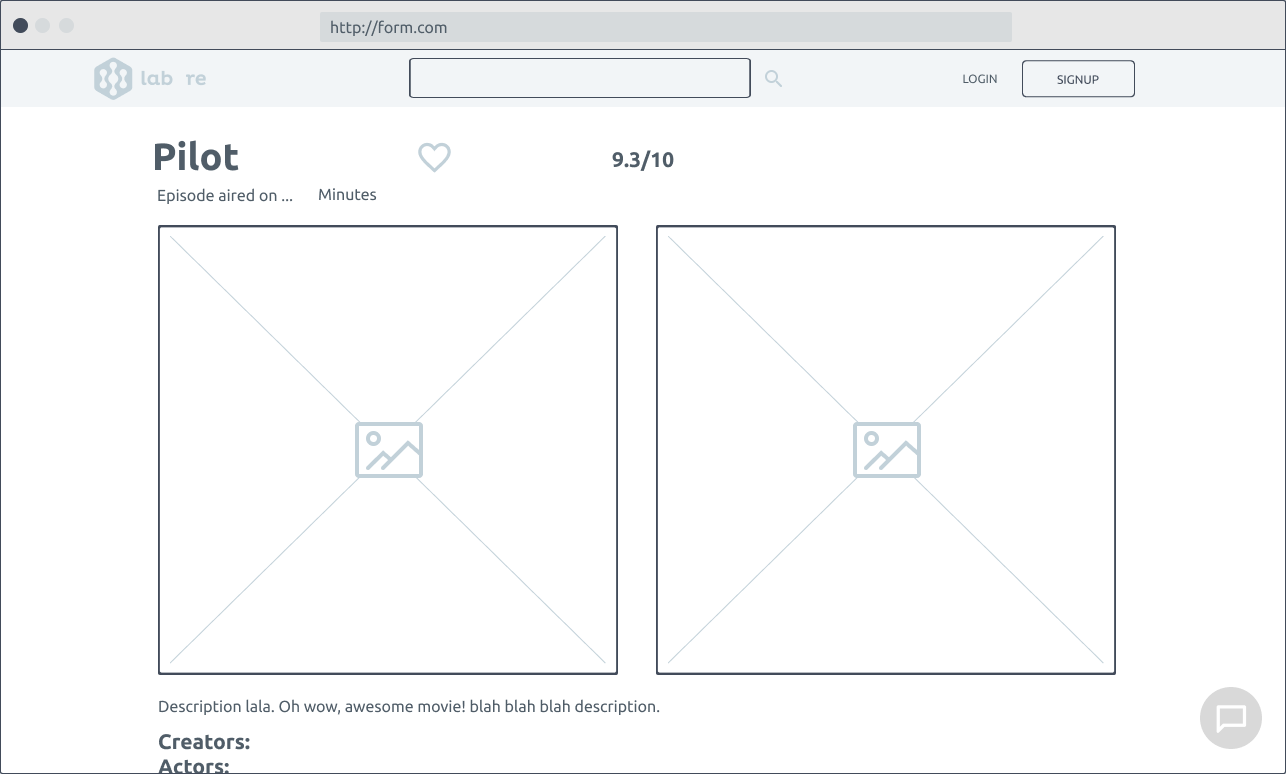 http://form.com
lab re
LOGIN
SIGNUP
Pilot
9.3/10
Episode aired on ...
Minutes
Description lala. Oh wow, awesome movie! blah blah blah description.
Creators:
Actors: